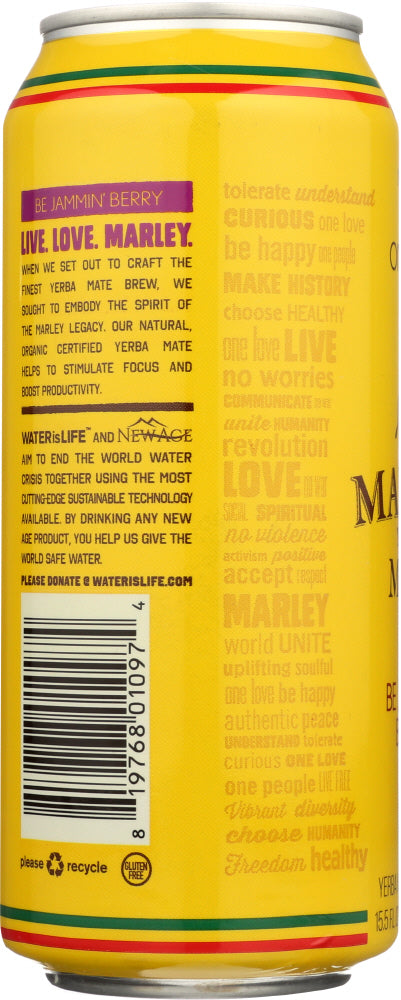 BE JAMMIN' BERRY
LIVE. LOVE. MARLEY.
WHEN WE SET OUT TO CRAFT THE
FINEST YERBA MATE BREW, WE
SOUGHT TO EMBODY THE SPIRIT OF
THE MARLEY LEGACY. OUR NATURAL,
ORGANIC CERTIFIED YERBA MATE
HELPS TO STIMULATE FOCUS AND
BOOST PRODUCTIVITY.
WATERisLIFE™ AND NEWAGE
AIM TO END THE WORLD WATER
CRISIS TOGETHER USING THE MOST
CUTTING-EDGE SUSTAINABLE TECHNOLOGY
AVAILABLE. BY DRINKING ANY NEW
AGE PRODUCT, YOU HELP US GIVE THE
WORLD SAFE WATER.
PLEASE DONATE @ WATERISLIFE.COM
8 19768 01097 4
please recycle
GLUTEN FREE
tolerate understand
CURIOUS one love
be happy one people
MAKE HISTORY
choose HEALTHY
one love LIVE
no worries
COMMUNICATE
unite HUMANITY
revolution
LOVE
SOCIAL SPIRITUAL
no violence
activism positive
accept respect
MARLEY
world UNITE
uplifting soulful
one love be happy
authentic peace
UNDERSTAND tolerate
curious ONE LOVE
one people LIVE FREE
Vibrant diversity
choose HUMANITY
Freedom healthy
O
MA
M
BE
YERBA
15.5 FL